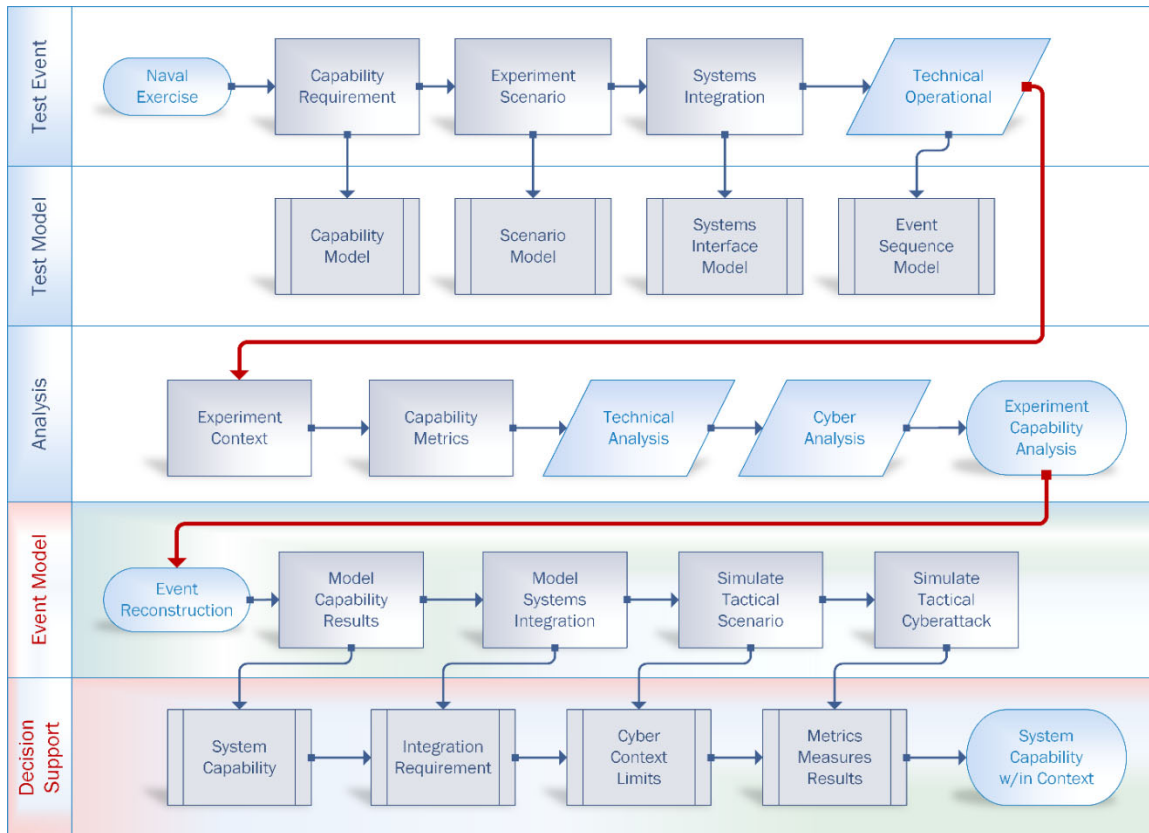 Test Event
Naval
Exercise
Capability
Requirement
Experiment
Scenario
Systems
Integration
Technical
Operational
Test Model
Capability
Model
Scenario
Model
Systems
Interface
Model
Event
Sequence
Model
Analysis
Experiment
Context
Capability
Metrics
Technical
Analysis
Cyber
Analysis
Experiment
Capability
Analysis
Event Model
Event
Reconstruction
Model
Capability
Results
Model
Systems
Integration
Simulate
Tactical
Scenario
Simulate
Tactical
Cyberattack
Decision
Support
System
Capability
Integration
Requirement
Cyber
Context
Limits
Metrics
Measures
Results
System
Capability
w/in Context